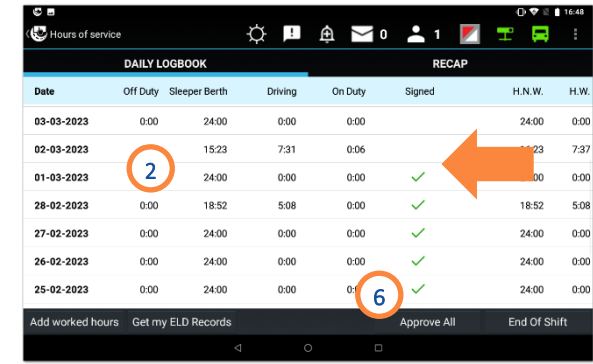 16:48
Hours of service
0
1
DAILY LOGBOOK RECAP
Date Off Duty Sleeper Berth Driving On Duty Signed H.N.W. H.W.
03-03-2023 0:00 24:00 0:00 0:00 24:00 0:00
02-03-2023 15:23 7:31 0:06 7:37
2
01-03-2023 24:00 0:00 0:00 0:00
28-02-2023 0:00 18:52 5:08 0:00 18:52 5:08
27-02-2023 0:00 24:00 0:00 0:00 24:00 0:00
26-02-2023 0:00 24:00 0:00 0:00 24:00 0:00
25-02-2023 0:00 24:00 0:00 24:00 0:00
6
Add worked hours Get my ELD Records Approve All End Of Shift